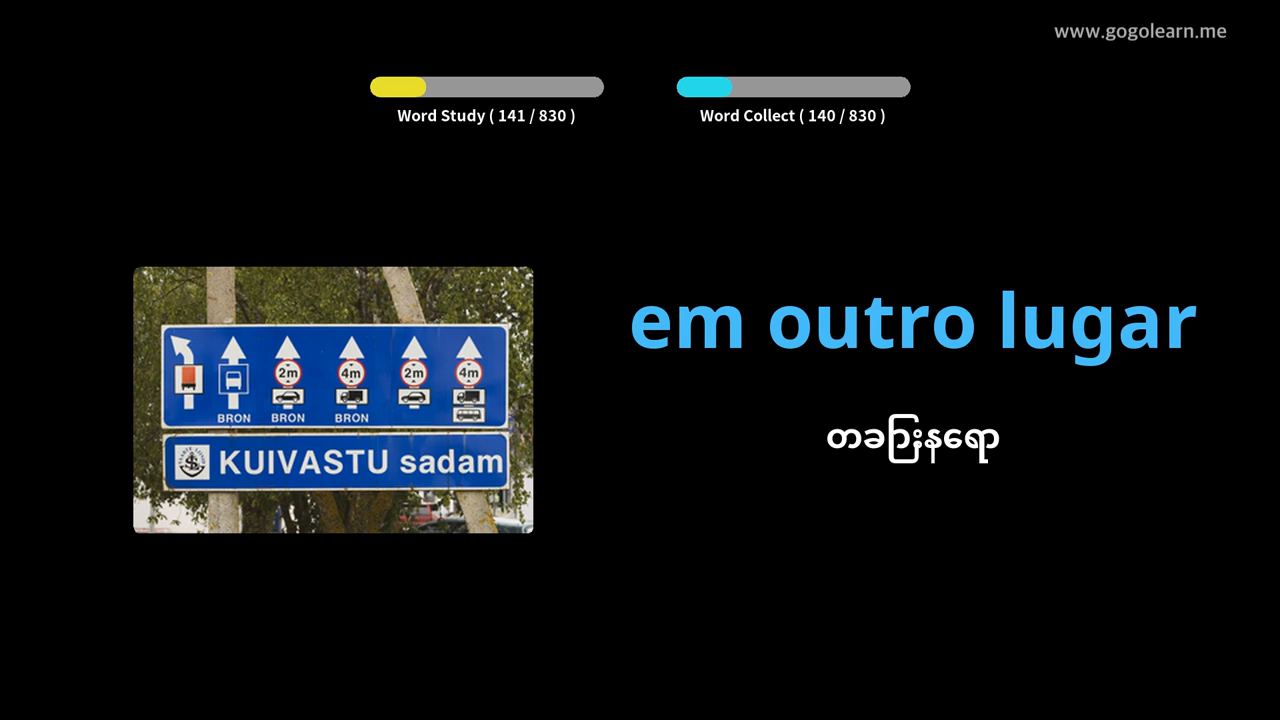 www.gogolearn.me
Word Study ( 141 / 830 )
Word Collect ( 140 / 830 )
em outro lugar
တခြားနေရာ
2m 4m 2m 4m
BRON BRON BRON
KUIVASTU sadam